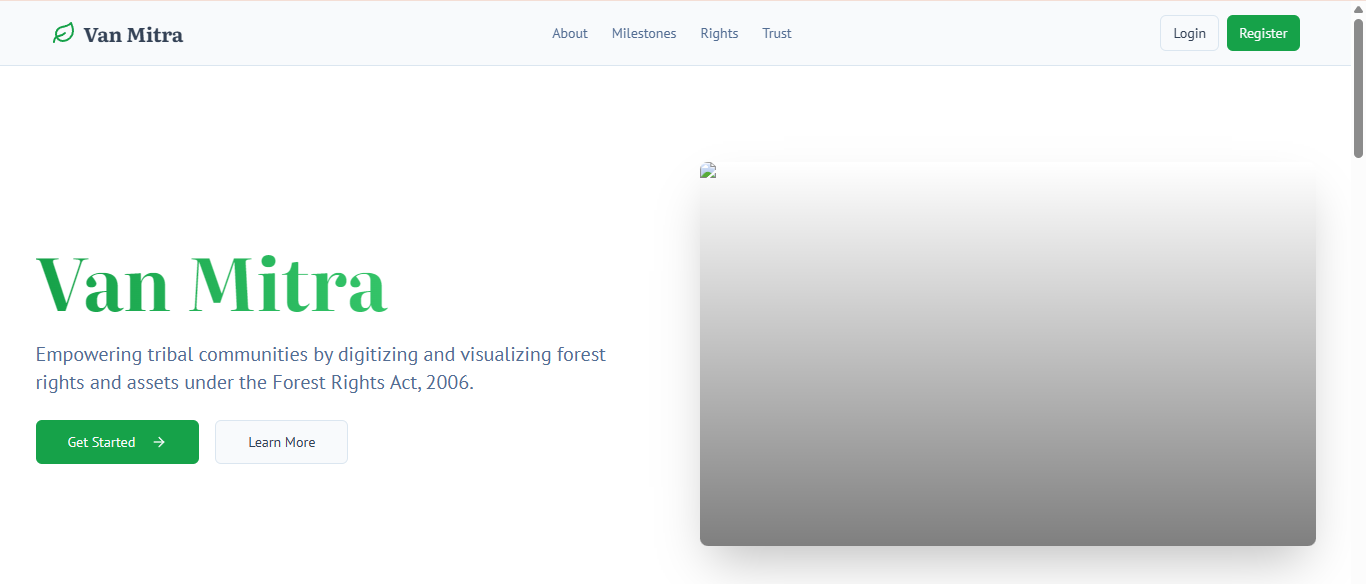 Van Mitra
About
Milestones
Rights
Trust
Login
Register
Van Mitra
Empowering tribal communities by digitizing and visualizing forest
rights and assets under the Forest Rights Act, 2006.
Get Started
Learn More